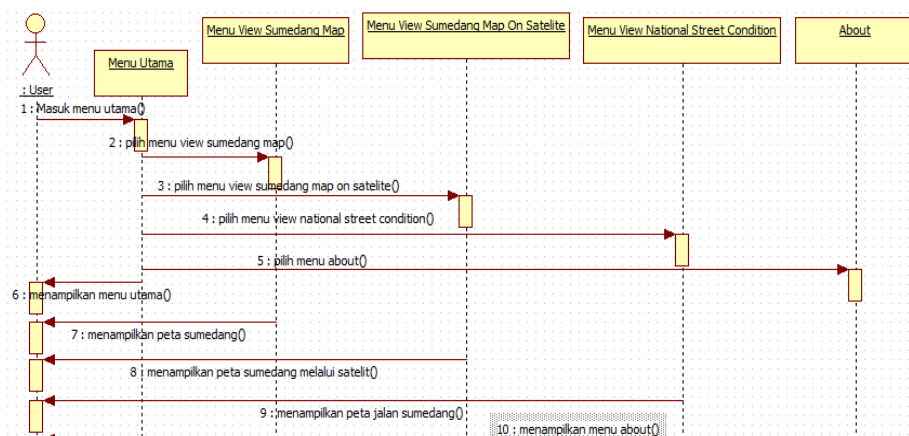 Menu View Sumedang Map
Menu View Sumedang Map On Satelite
Menu View National Street Condition
About
Menu Utama
: User
1 : Masuk menu utama()
2 : pilih menu view sumedang map()
3 : pilih menu view sumedang map on satelite()
4 : pilih menu view national street condition()
5 : pilih menu about()
6 : menampilkan menu utama()
7 : menampilkan peta sumedang()
8 : menampilkan peta sumedang melalui satelit()
9 : menampilkan peta jalan sumedang()
10 : menampilkan menu about()